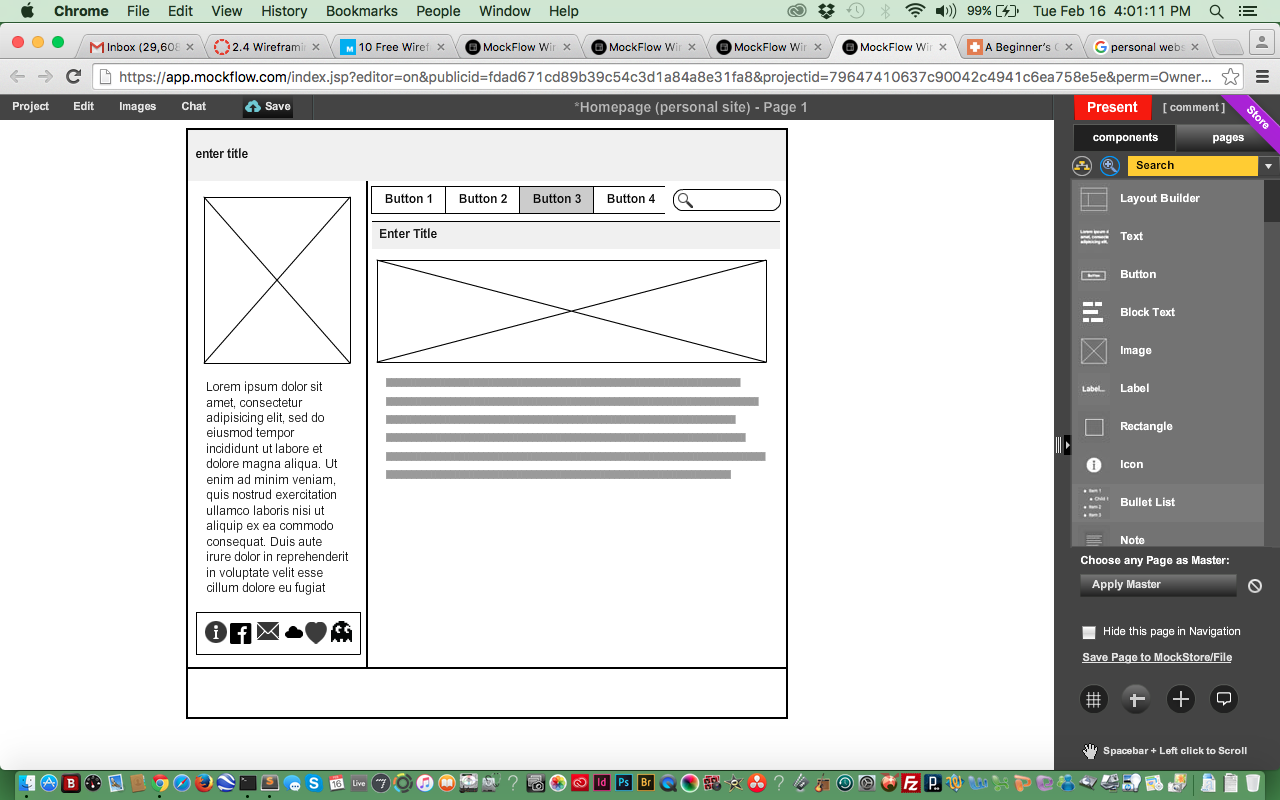 Chrome File Edit View History Bookmarks People Window Help 99% Tue Feb 16 4:01:11 PM
Inbox (29,608 2.4 Wireframin 10 Free Wiref MockFlow Wir MockFlow Wir MockFlow Wir MockFlow Wir A Beginner's G personal webs
https://app.mockflow.com/index.jsp?editor=on&publicid=fdad671cd89b39c54c3d1a84a8e31fa8&projectid=79647410637c90042c4941c6ea758e5e&perm=Owner...
Project Edit Images Chat Save *Homepage (personal site) - Page 1 Present [ comment ] Store
components pages
Search
enter title
Button 1 Button 2 Button 3 Button 4
Enter Title
Lorem ipsum dolor sit
amet, consectetur
adipisicing elit, sed do
eiusmod tempor
incididunt ut labore et
dolore magna aliqua. Ut
enim ad minim veniam,
quis nostrud exercitation
ullamco laboris nisi ut
aliquip ex ea commodo
consequat. Duis aute
irure dolor in reprehenderit
in voluptate velit esse
cillum dolore eu fugiat
Layout Builder
Text
Button
Block Text
Image
Label... Label
Rectangle
Icon
Bullet List
Note
Choose any Page as Master:
Apply Master
Hide this page in Navigation
Save Page to MockStore/File
Spacebar + Left click to Scroll